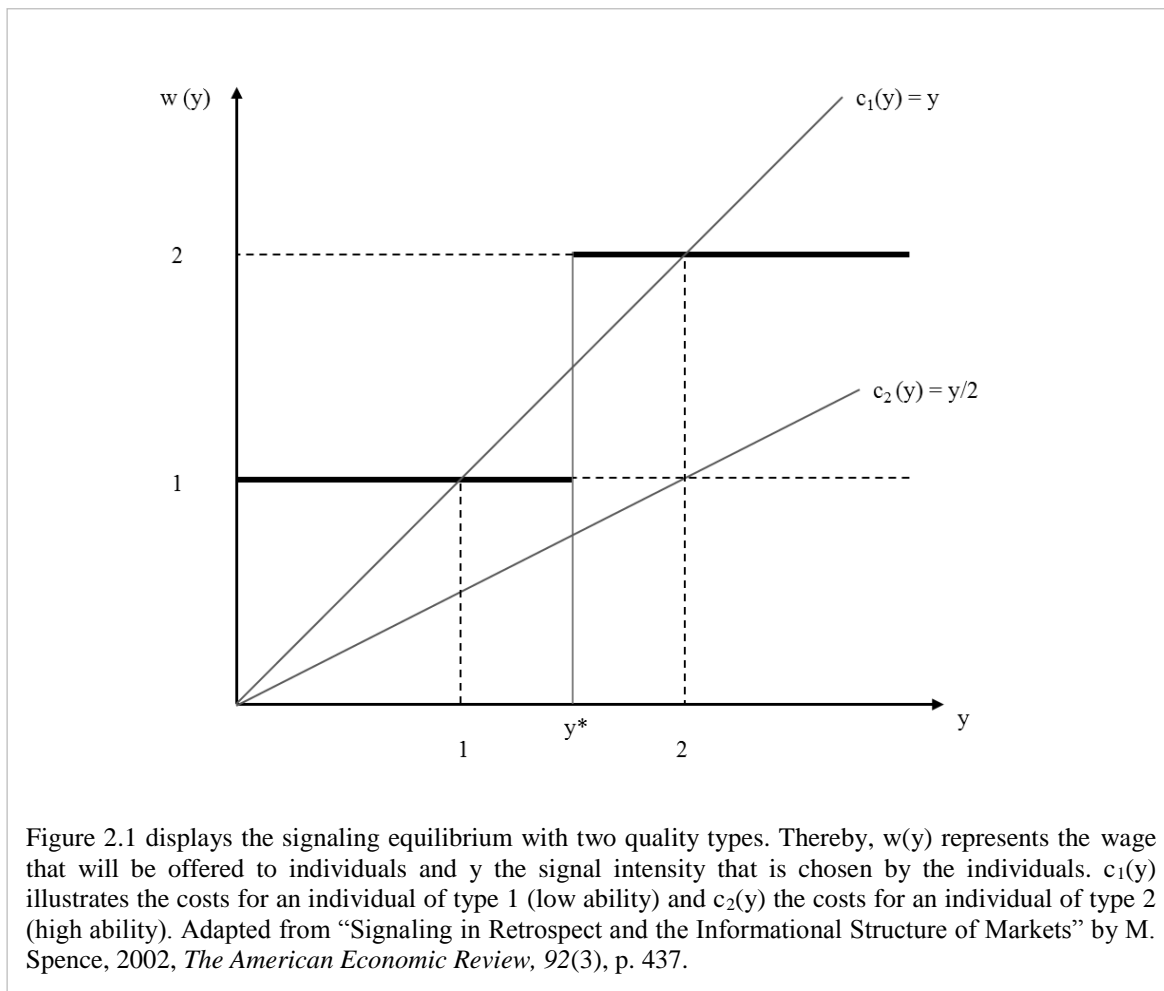 w (y)
c₁(y) = y
2
c₂ (y) = y/2
1
y*
y
1
2
Figure 2.1 displays the signaling equilibrium with two quality types. Thereby, w(y) represents the wage
that will be offered to individuals and y the signal intensity that is chosen by the individuals. c₁(y)
illustrates the costs for an individual of type 1 (low ability) and c₂(y) the costs for an individual of type 2
(high ability). Adapted from “Signaling in Retrospect and the Informational Structure of Markets” by M.
Spence, 2002, The American Economic Review, 92(3), p. 437.